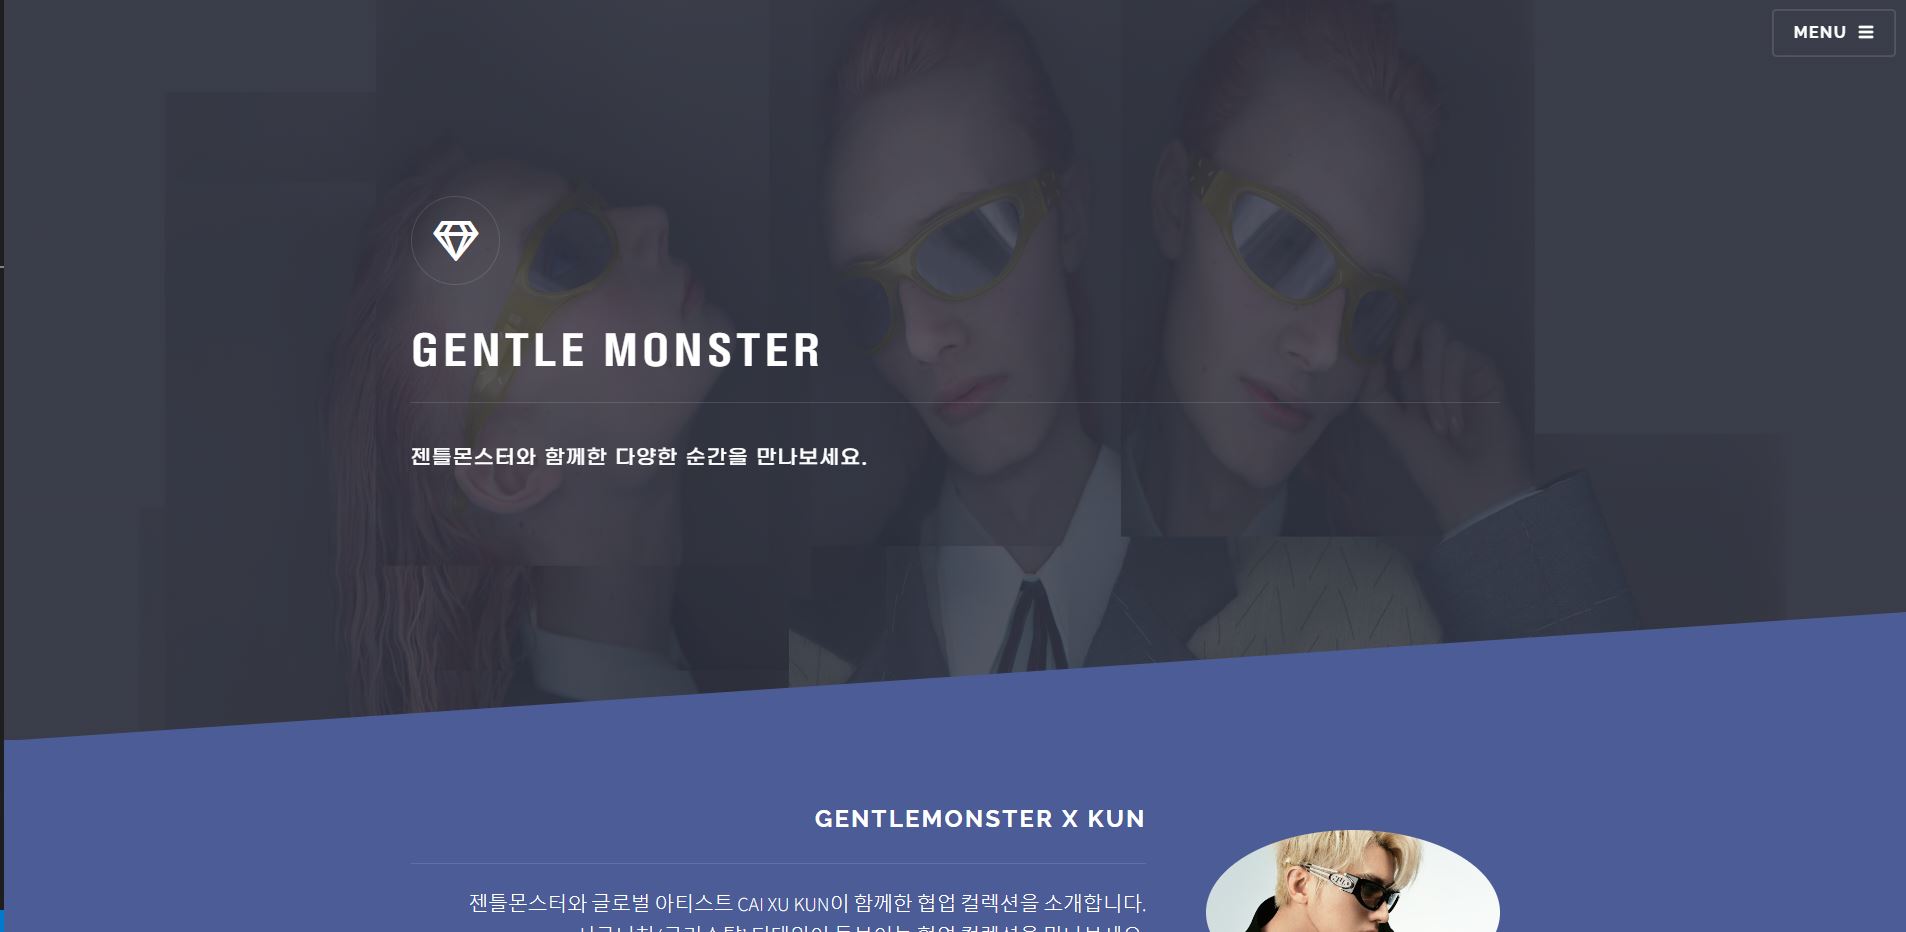 MENU
GENTLE MONSTER
젠틀몬스터와 함께한 다양한 순간을 만나보세요.
GENTLEMONSTER X KUN
젠틀몬스터와 글로벌 아티스트 CAI XU KUN이 함께한 협업 컬렉션을 소개합니다.